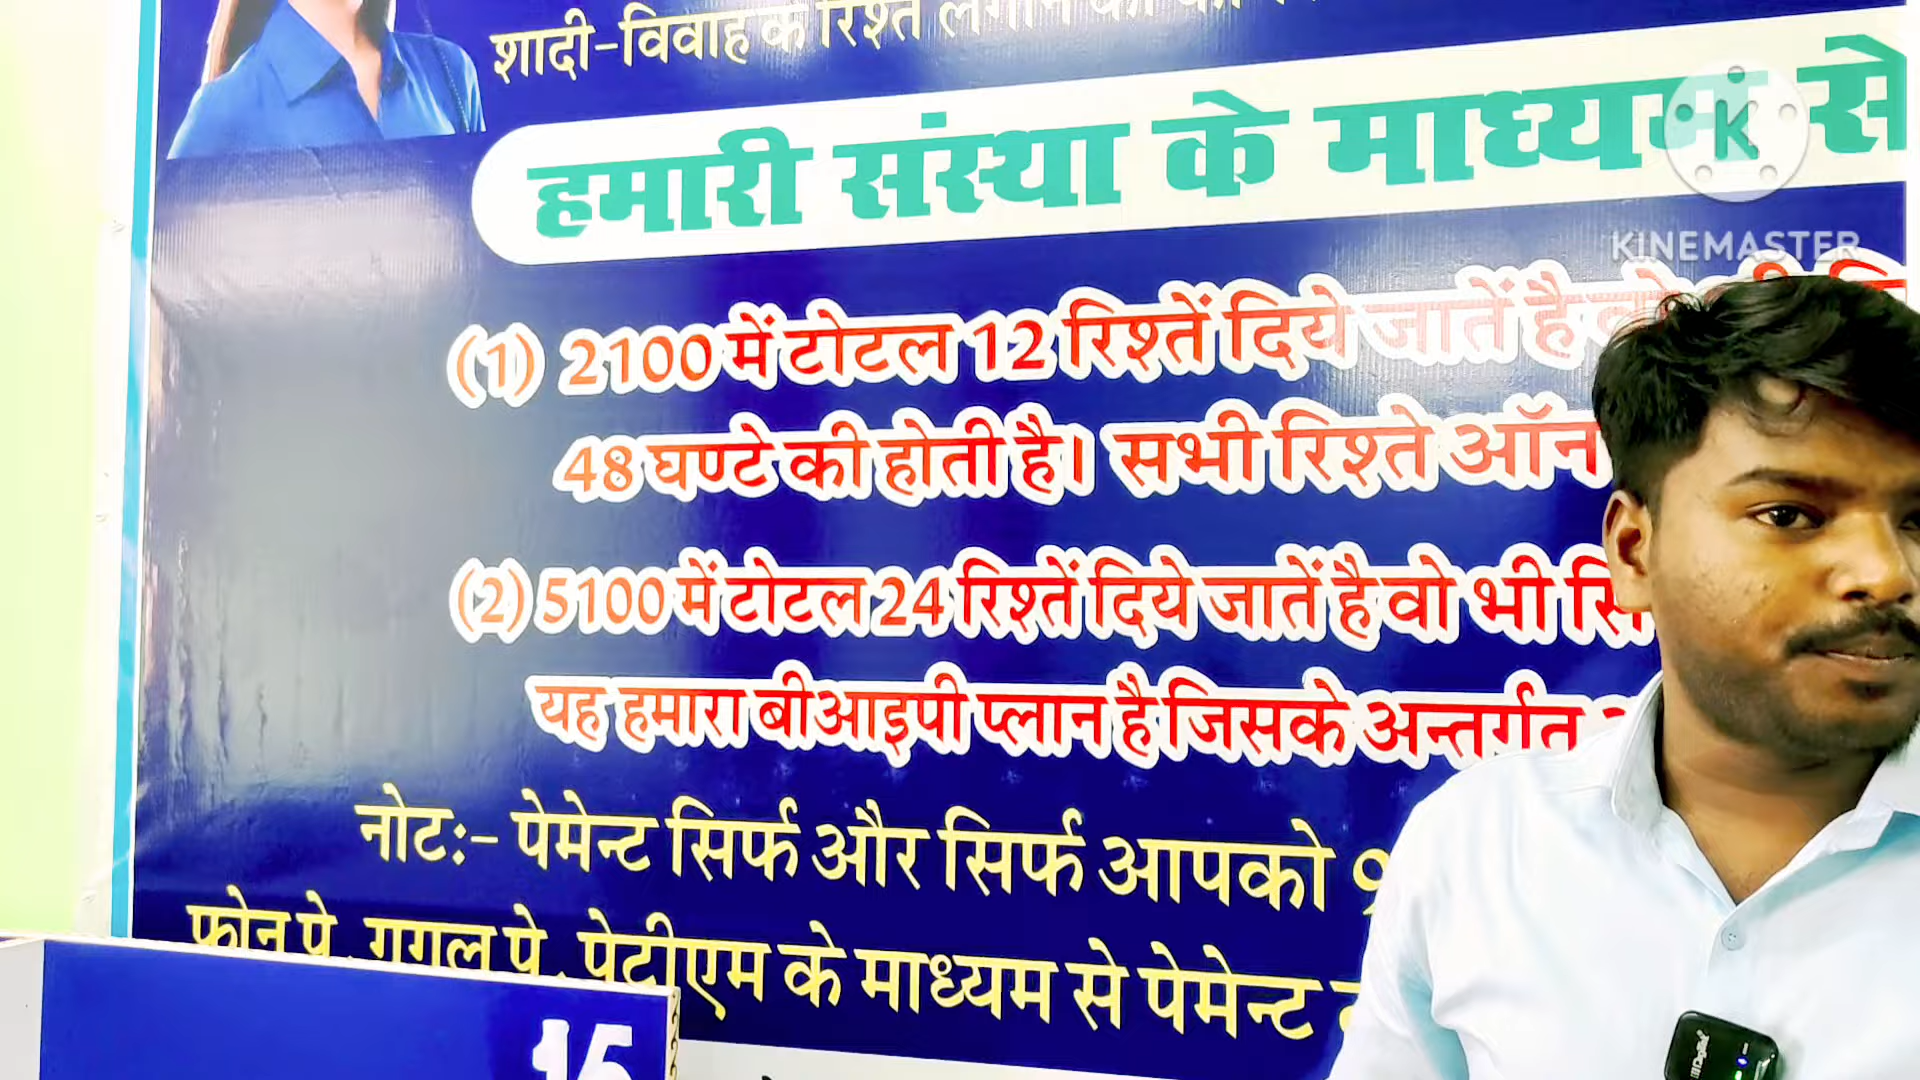 शादी-विवाह के रिश्ते लगाने
हमारी संस्था के माध्यम से
K
KINEMASTER
(1) 2100 में टोटल 12 रिश्तें दिये जातें है
48 घण्टे की होती है। सभी रिश्ते ऑन
(2) 5100 में टोटल 24 रिश्तें दिये जातें है वो भी सि
यह हमारा बीआइपी प्लान है जिसके अन्तर्गत
नोटः- पेमेन्ट सिर्फ और सिर्फ आपको
फोन पे, गूगल पे, पेटीएम के माध्यम से पेमेन्ट
15